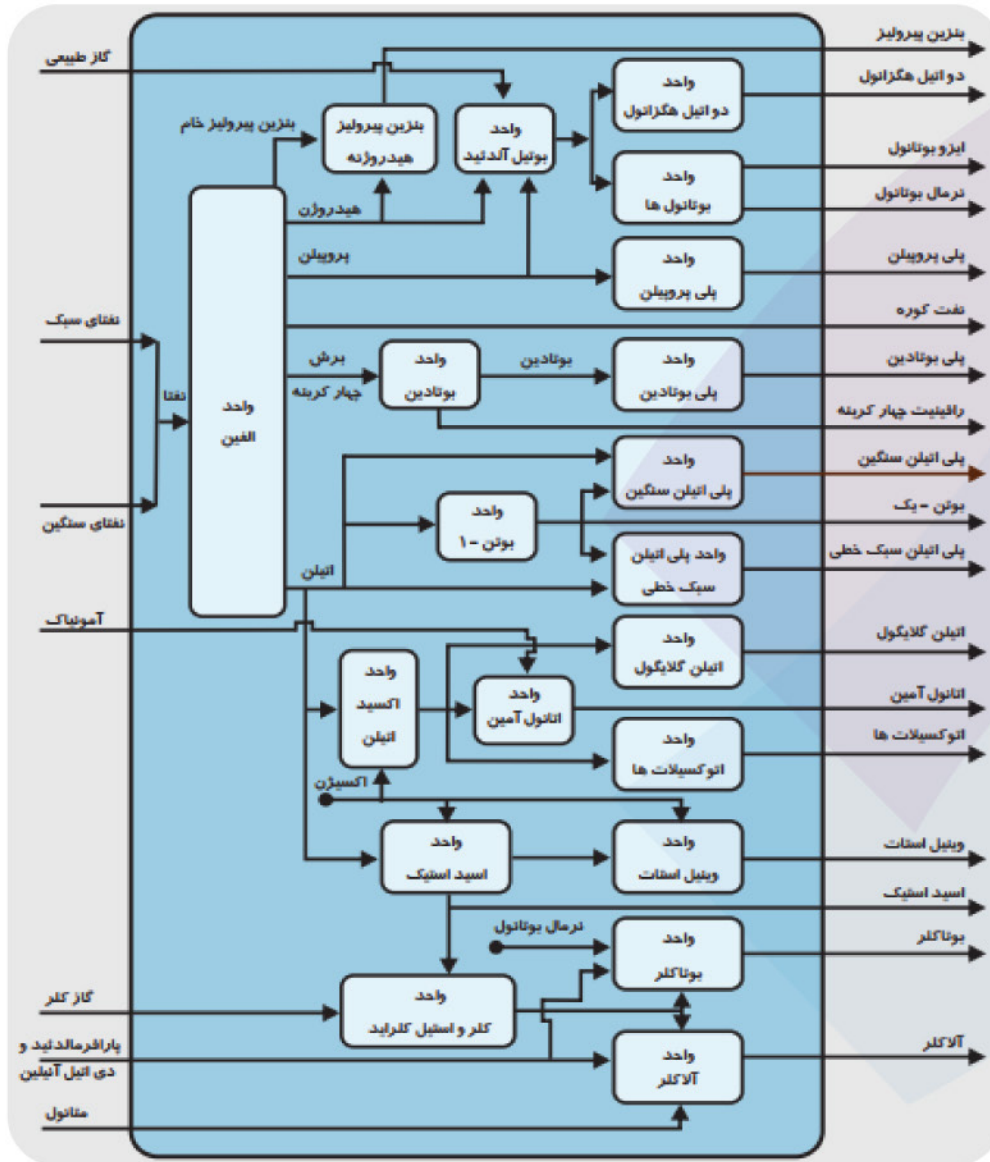 گاز طبیعی
نفتای سبک
نفتا
نفتای سنگین
آمونیاک
گاز کلر
پارافرمالدئید و
دی اتیل آنیلین
متانول
واحد
الفین
بنزین پیرولیز خام
هیدروژن
پروپیلن
برش
چهار کربنه
اتیلن
بنزین پیرولیز
هیدروژنه
واحد
بوتیل آلدئید
واحد
دو اتیل هگزانول
واحد
بوتانول ها
واحد
پلی پروپیلن
واحد
بوتادین
بوتادین
واحد
پلی بوتادین
واحد
پلی اتیلن سنگین
واحد
بوتن - ۱
واحد پلی اتیلن
سبک خطی
واحد
اتیلن گلایگول
واحد
اکسید
اتیلن
واحد
اتانول آمین
واحد
اتوکسیلات ها
اکسیژن
واحد
اسید استیک
واحد
وینیل استات
نرمال بوتانول
واحد
بوتاکلر
واحد
کلر و استیل کلراید
واحد
آلاکلر
بنزین پیرولیز
دو اتیل هگزانول
ایزو بوتانول
نرمال بوتانول
پلی پروپیلن
نفت کوره
پلی بوتادین
رافینیت چهار کربنه
پلی اتیلن سنگین
بوتن - یک
پلی اتیلن سبک خطی
اتیلن گلایگول
اتانول آمین
اتوکسیلات ها
وینیل استات
اسید استیک
بوتاکلر
آلاکلر